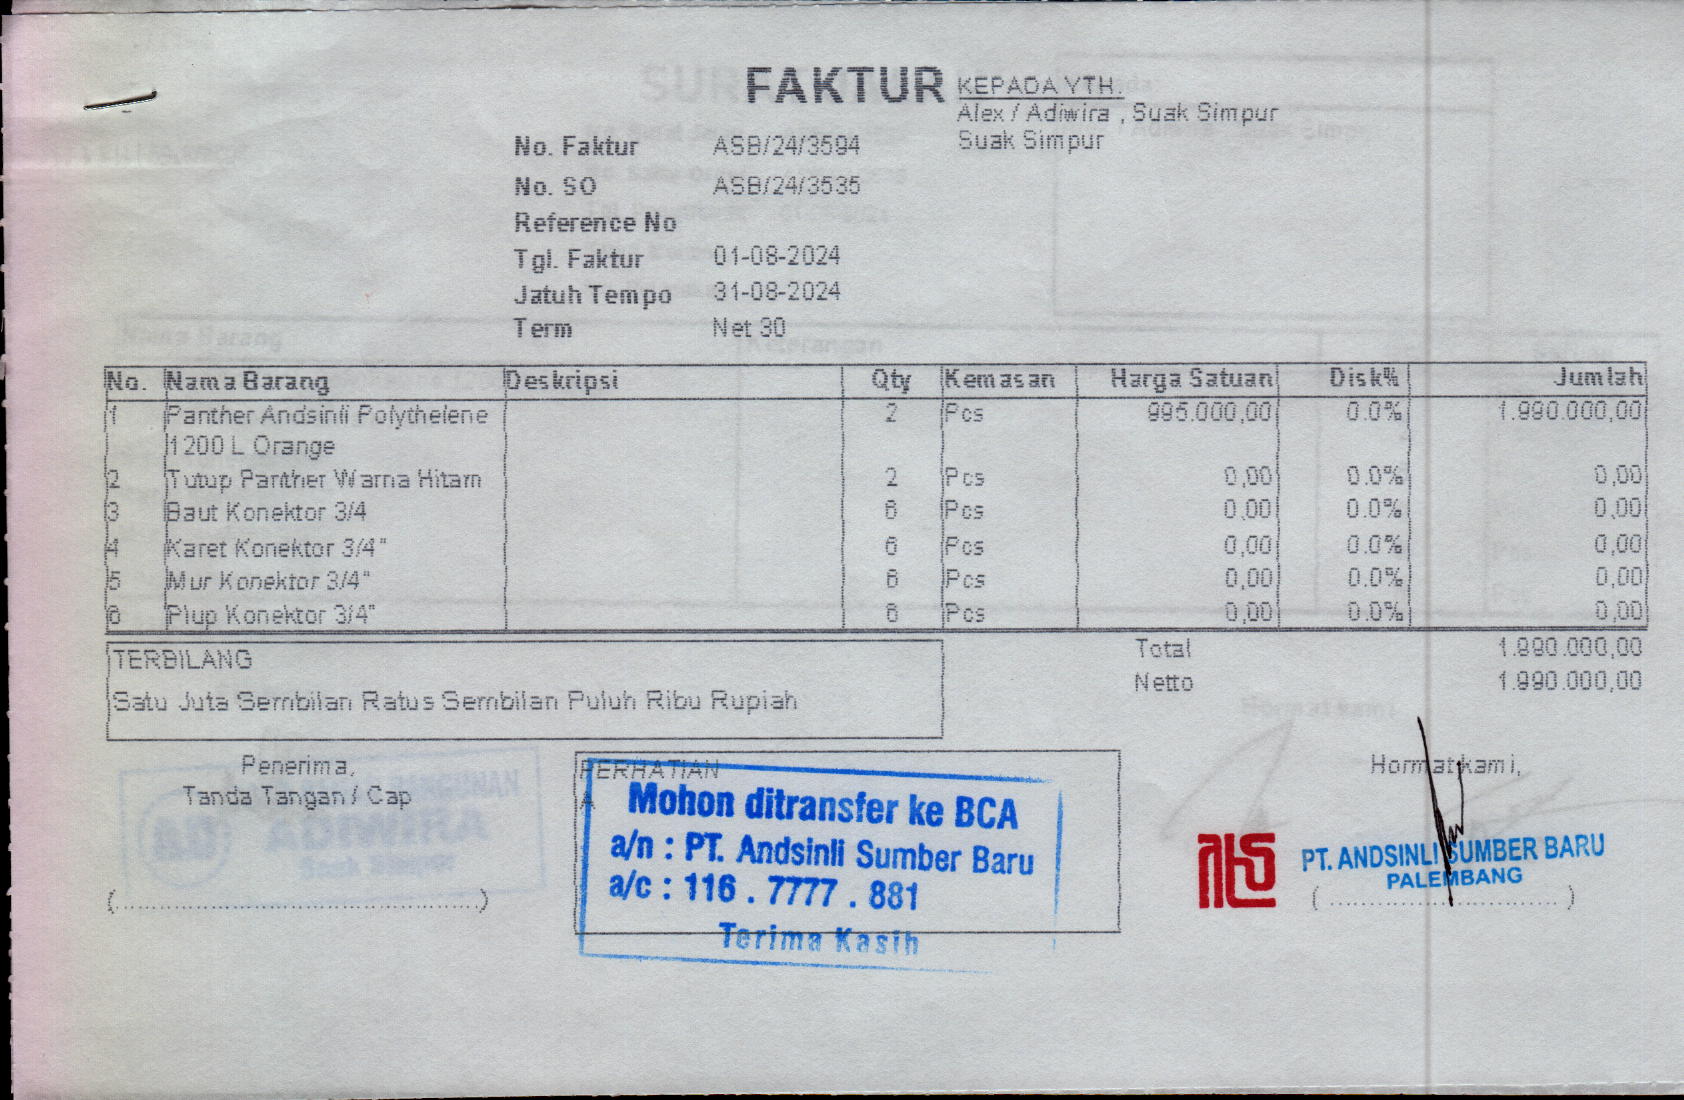 FAKTUR
KEPADA YTH.
Alex / Adiwira , Suak Simpur
Suak Simpur
No. Faktur ASB/24/3594
No. SO ASB/24/3535
Reference No
Tgl. Faktur 01-08-2024
Jatuh Tempo 31-08-2024
Term Net 30
No. Nama Barang Deskripsi Qty Kemasan Harga Satuan Disk% Jumlah
1 Panther Andsinli Polythelene 2 Pcs 995.000,00 0.0% 1.990.000,00
1200 L Orange
2 Tutup Panther Warna Hitam 2 Pcs 0,00 0.0% 0,00
3 Baut Konektor 3/4 6 Pcs 0,00 0.0% 0,00
4 Karet Konektor 3/4" 6 Pcs 0,00 0.0% 0,00
5 Mur Konektor 3/4" 6 Pcs 0,00 0.0% 0,00
6 Plup Konektor 3/4" 6 Pcs 0,00 0.0% 0,00
TERBILANG
Satu Juta Sembilan Ratus Sembilan Puluh Ribu Rupiah
Total 1.990.000,00
Netto 1.990.000,00
Penerima,
Tanda Tangan / Cap
ADIWIRA
(................................................)
PERHATIAN
A
Mohon ditransfer ke BCA
a/n : PT. Andsinli Sumber Baru
a/c : 116 . 7777 . 881
Terima Kasih
Hormat kami,
PT. ANDSINLI SUMBER BARU
PALEMBANG
( .............................. )